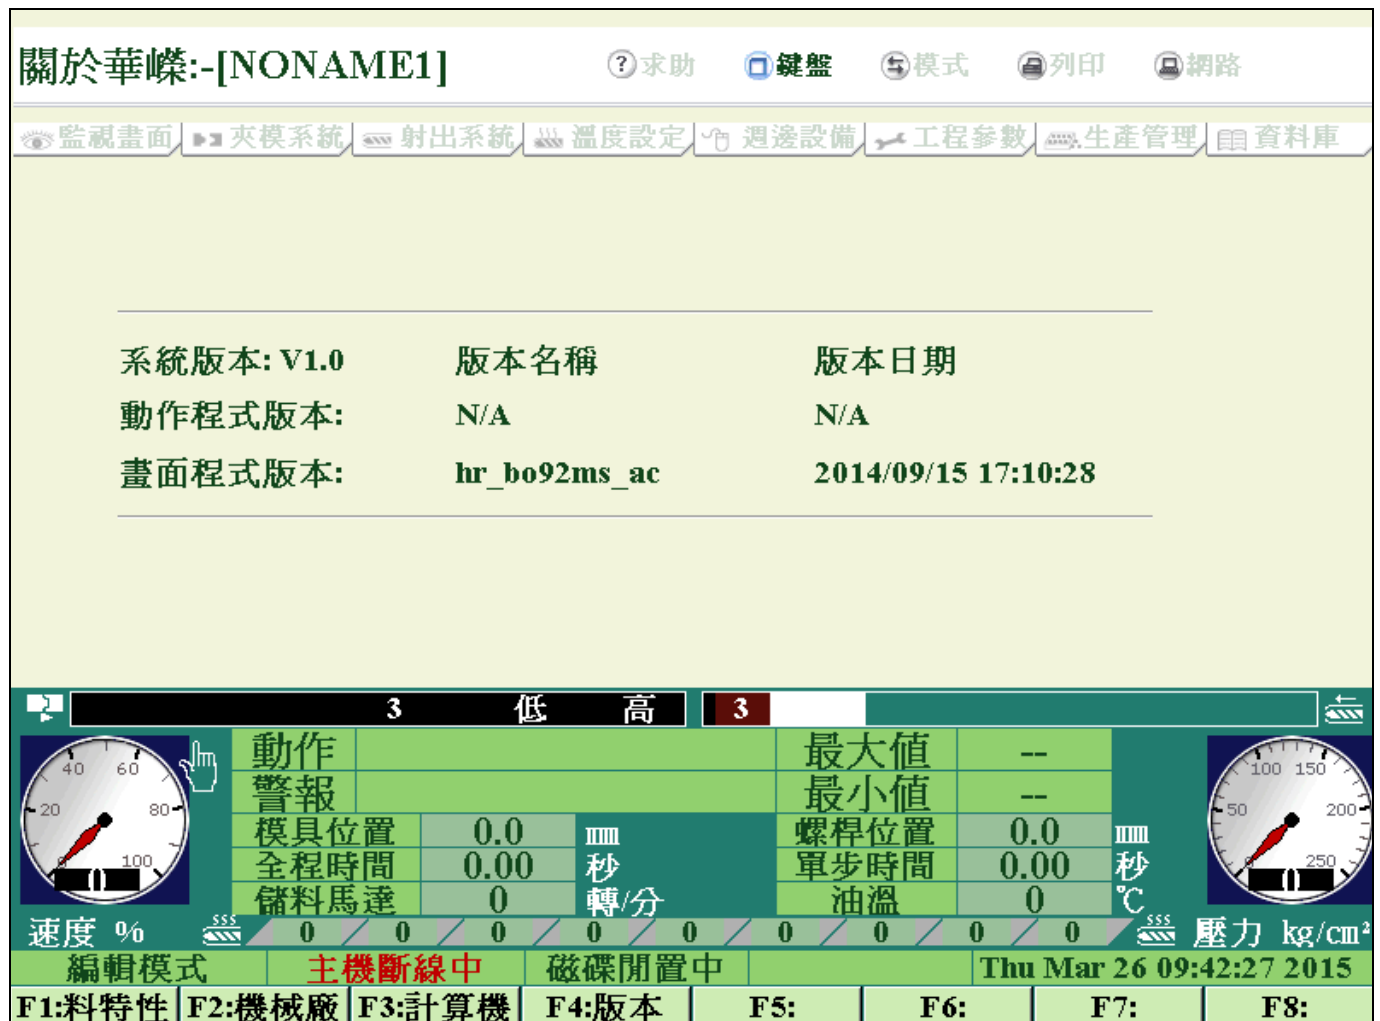 關於華嶸:-[NONAME1] ?求助 鍵盤 模式 列印 網路
監視畫面 夾模系統 射出系統 溫度設定 週邊設備 工程參數 生產管理 資料庫
系統版本: V1.0 版本名稱 版本日期
動作程式版本: N/A N/A
畫面程式版本: hr_bo92ms_ac 2014/09/15 17:10:28
3 低 高 3
動作 最大值 --
警報 最小值 --
模具位置 0.0 mm 螺桿位置 0.0 mm
全程時間 0.00 秒 單步時間 0.00 秒
儲料馬達 0 轉/分 油溫 0 ℃
0 20 40 60 80 100 0
0 50 100 150 200 250 0
速度 % 0 0 0 0 0 0 0 0 0 壓力 kg/cm²
編輯模式 主機斷線中 磁碟閒置中 Thu Mar 26 09:42:27 2015
F1:料特性 F2:機械廠 F3:計算機 F4:版本 F5: F6: F7: F8: